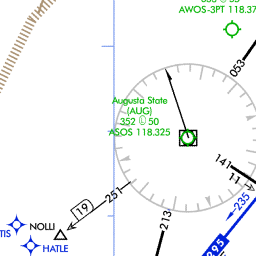 AWOS-3PT 118.37
053
Augusta State
(AUG)
352 50
ASOS 118.325
141
11
251
19
235
213
295
NOLLI
TIS
HATLE